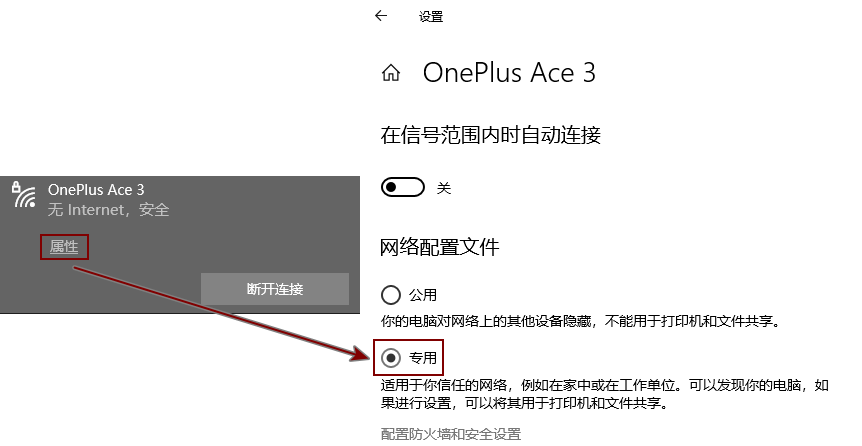 OnePlus Ace 3
无 Internet，安全
属性
断开连接
设置
OnePlus Ace 3
在信号范围内时自动连接
关
网络配置文件
公用
你的电脑对网络上的其他设备隐藏，不能用于打印机和文件共享。
专用
适用于你信任的网络，例如在家中或在工作单位。可以发现你的电脑，如
果进行设置，可以将其用于打印机和文件共享。
配置防火墙和安全设置